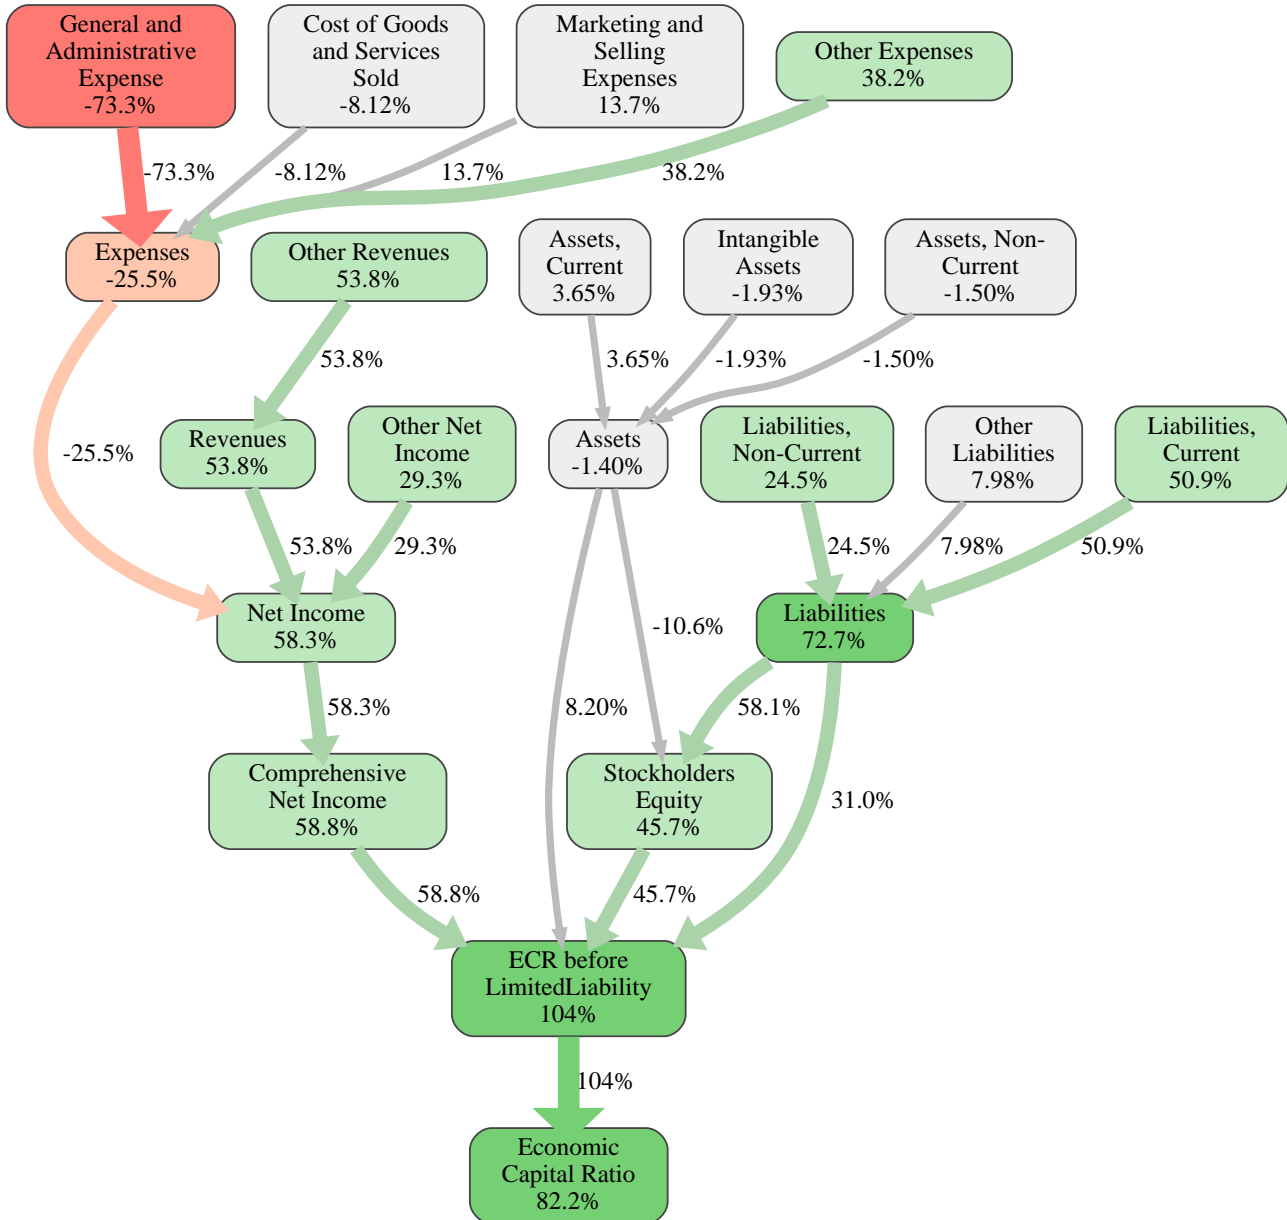 General and
Administrative
Expense
-73.3%
Cost of Goods
and Services
Sold
-8.12%
Marketing and
Selling
Expenses
13.7%
Other Expenses
38.2%
-73.3%
-8.12%
13.7%
38.2%
Expenses
-25.5%
Other Revenues
53.8%
Assets,
Current
3.65%
Intangible
Assets
-1.93%
Assets, Non-
Current
-1.50%
53.8%
3.65%
-1.93%
-1.50%
-25.5%
Revenues
53.8%
Other Net
Income
29.3%
Assets
-1.40%
Liabilities,
Non-Current
24.5%
Other
Liabilities
7.98%
Liabilities,
Current
50.9%
53.8%
29.3%
24.5%
7.98%
50.9%
Net Income
58.3%
-10.6%
Liabilities
72.7%
58.3%
8.20%
58.1%
Comprehensive
Net Income
58.8%
Stockholders
Equity
45.7%
31.0%
58.8%
45.7%
ECR before
LimitedLiability
104%
104%
Economic
Capital Ratio
82.2%